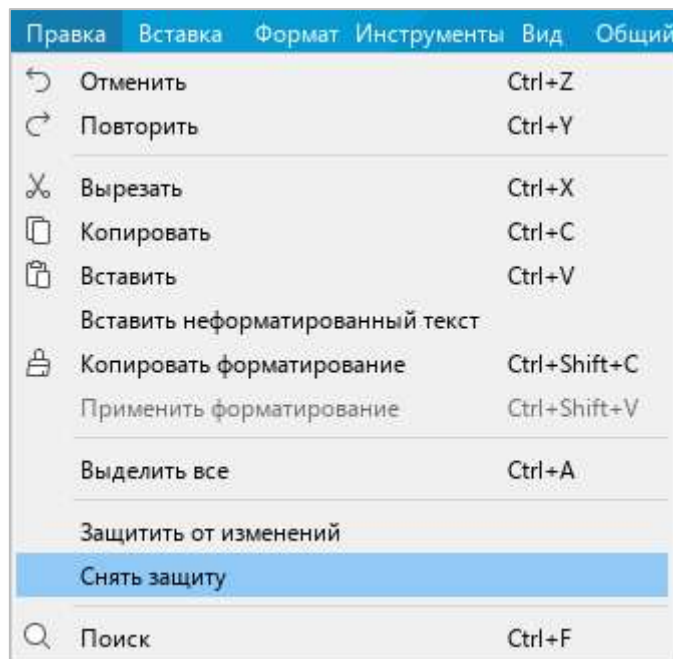 Правка Вставка Формат Инструменты Вид Общий
Отменить Ctrl+Z
Повторить Ctrl+Y
Вырезать Ctrl+X
Копировать Ctrl+C
Вставить Ctrl+V
Вставить неформатированный текст
Копировать форматирование Ctrl+Shift+C
Применить форматирование Ctrl+Shift+V
Выделить все Ctrl+A
Защитить от изменений
Снять защиту
Поиск Ctrl+F